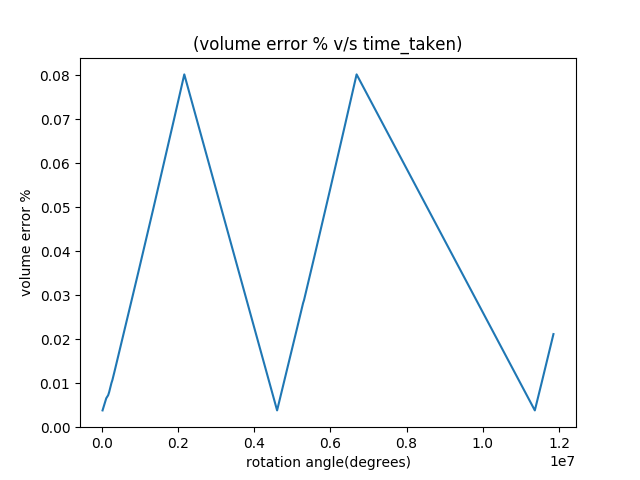 (volume error % v/s time_taken)
volume error %
0.08
0.07
0.06
0.05
0.04
0.03
0.02
0.01
0.00
0.0 0.2 0.4 0.6 0.8 1.0 1.2
1e7
rotation angle(degrees)